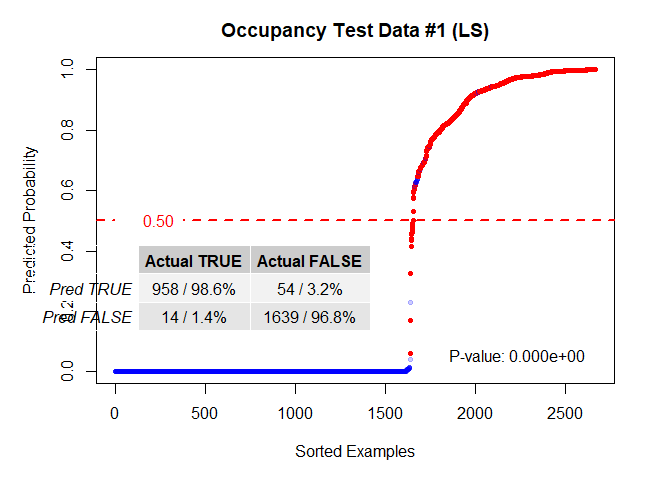 Occupancy Test Data #1 (LS)
Predicted Probability
1.0
0.8
0.6
0.4
0.2
0.0
0.50
Actual TRUE Actual FALSE
Pred TRUE 958 / 98.6% 54 / 3.2%
Pred FALSE 14 / 1.4% 1639 / 96.8%
P-value: 0.000e+00
0 500 1000 1500 2000 2500
Sorted Examples